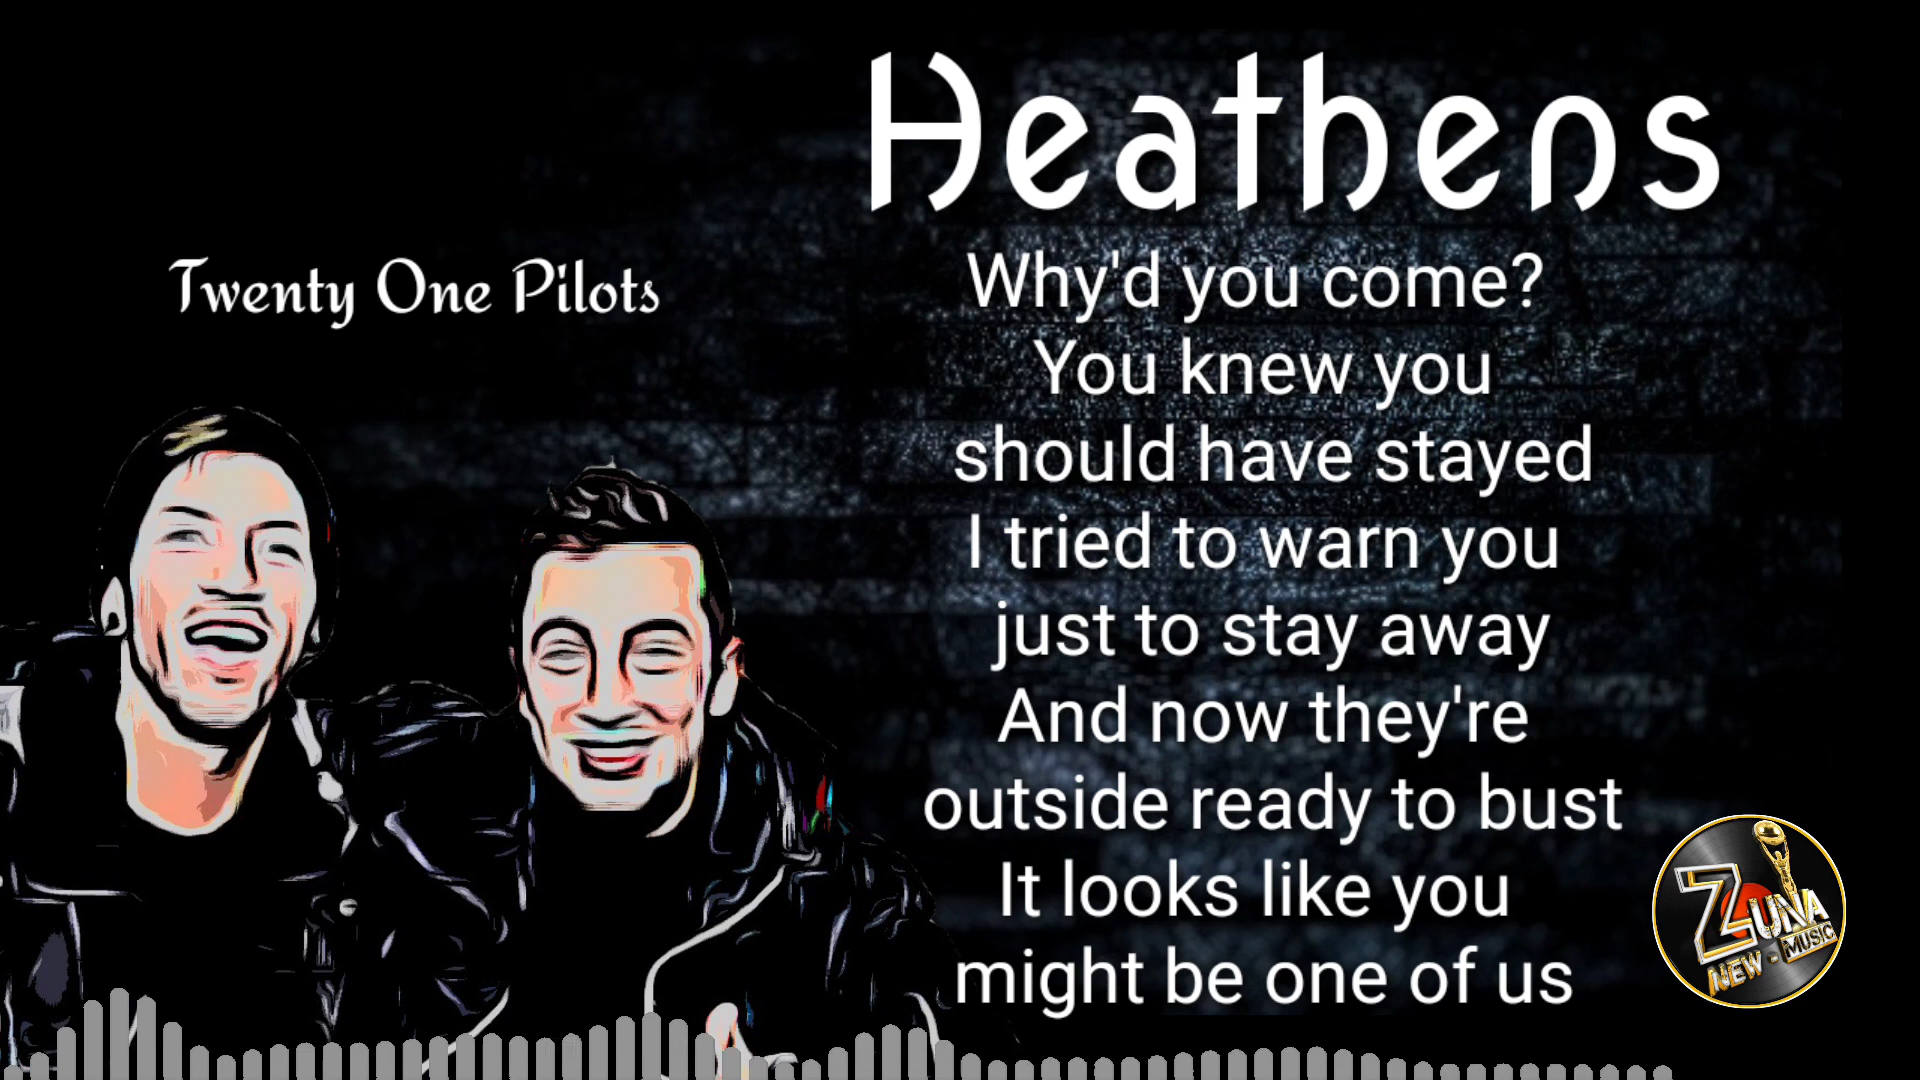 Heathens
Twenty One Pilots
Why'd you come?
You knew you
should have stayed
I tried to warn you
just to stay away
And now they're
outside ready to bust
It looks like you
might be one of us
ZUNA
NEW - MUSIC